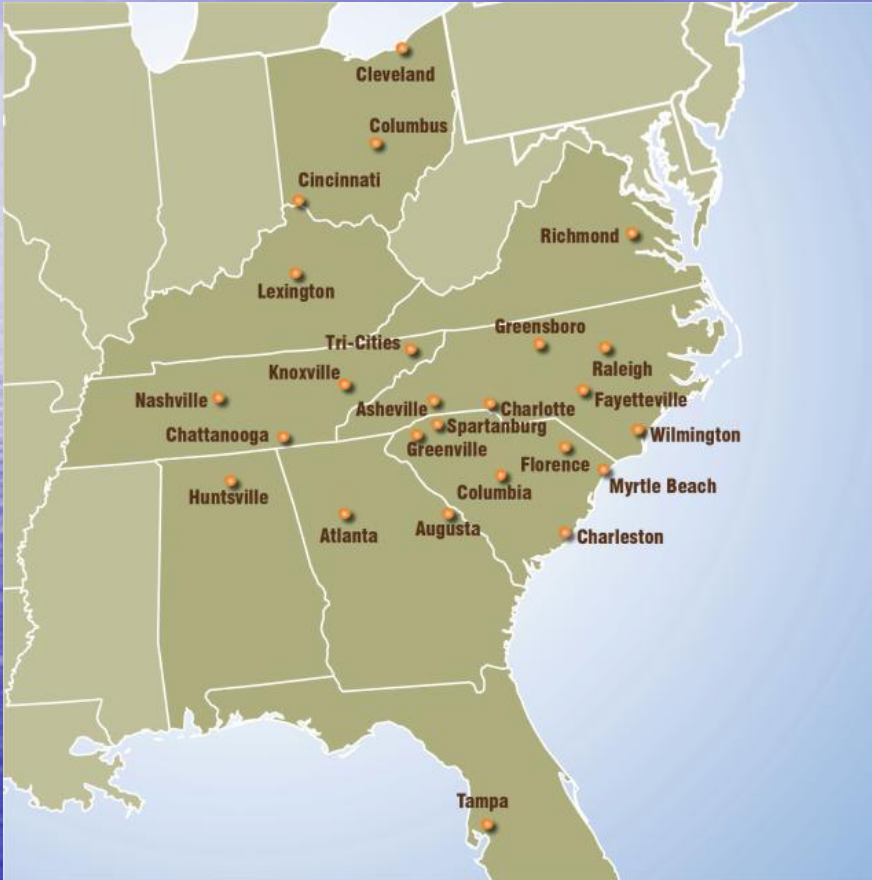 Cleveland
Columbus
Cincinnati
Richmond
Lexington
Greensboro
Tri-Cities
Raleigh
Knoxville
Nashville
Asheville
Charlotte
Fayetteville
Spartanburg
Chattanooga
Wilmington
Greenville
Florence
Huntsville
Columbia
Myrtle Beach
Atlanta
Augusta
Charleston
Tampa